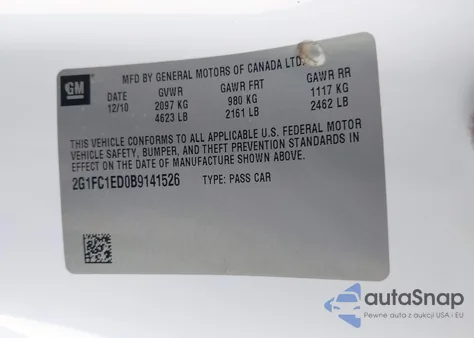 GM
MFD BY GENERAL MOTORS OF CANADA LTD.
DATE GVWR GAWR FRT GAWR RR
12/10 2097 KG 980 KG 1117 KG
4623 LB 2161 LB 2462 LB
THIS VEHICLE CONFORMS TO ALL APPLICABLE U.S. FEDERAL MOTOR
VEHICLE SAFETY, BUMPER, AND THEFT PREVENTION STANDARDS IN
EFFECT ON THE DATE OF MANUFACTURE SHOWN ABOVE.
2G1FC1ED0B9141526 TYPE: PASS CAR
autoSnap
Pewne auta z USA i EU